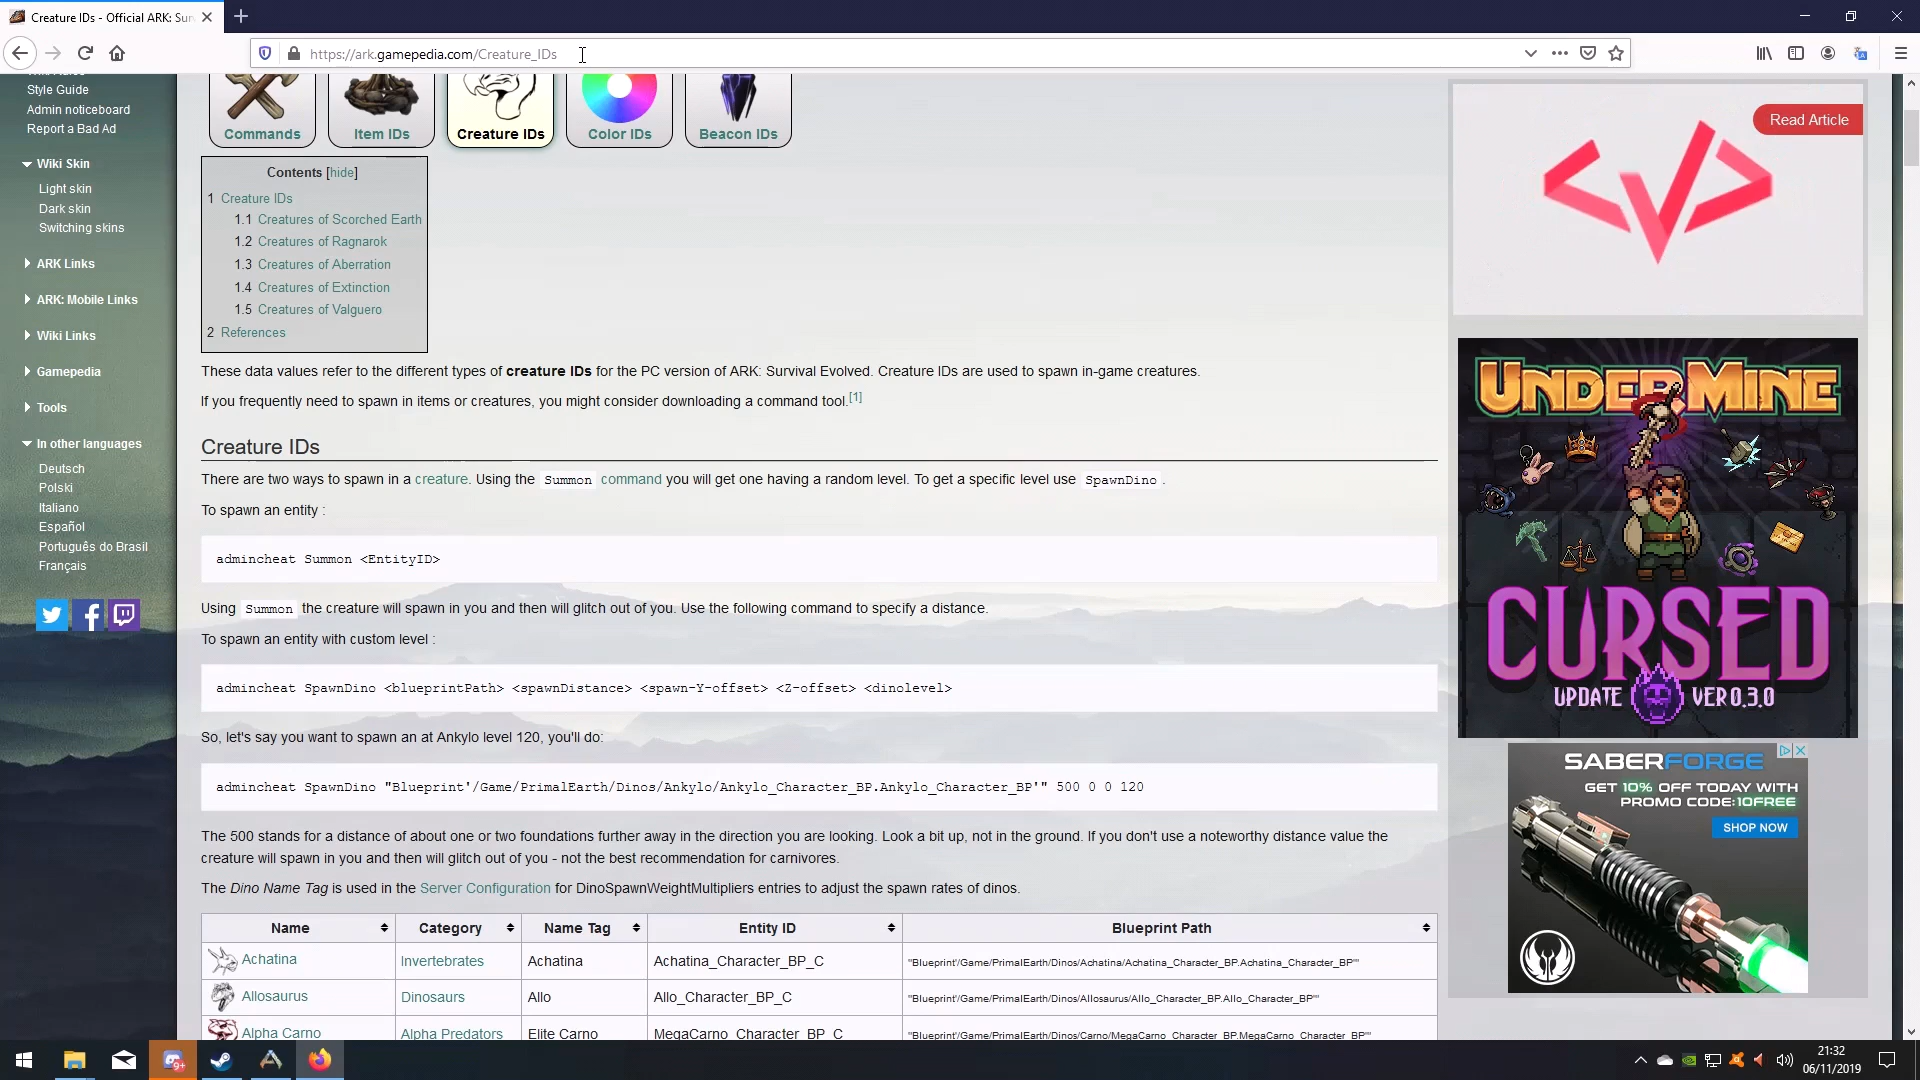 Creature IDs - Official ARK: Sur
https://ark.gamepedia.com/Creature_IDs
Style Guide
Admin noticeboard
Report a Bad Ad
Wiki Skin
Light skin
Dark skin
Switching skins
ARK Links
ARK: Mobile Links
Wiki Links
Gamepedia
Tools
In other languages
Deutsch
Polski
Italiano
Español
Português do Brasil
Français
Commands
Item IDs
Creature IDs
Color IDs
Beacon IDs
Contents [hide]
1 Creature IDs
1.1 Creatures of Scorched Earth
1.2 Creatures of Ragnarok
1.3 Creatures of Aberration
1.4 Creatures of Extinction
1.5 Creatures of Valguero
2 References
These data values refer to the different types of creature IDs for the PC version of ARK: Survival Evolved. Creature IDs are used to spawn in-game creatures.
If you frequently need to spawn in items or creatures, you might consider downloading a command tool.[1]
Creature IDs
There are two ways to spawn in a creature. Using the Summon command you will get one having a random level. To get a specific level use SpawnDino .
To spawn an entity :
admincheat Summon <EntityID>
Using Summon the creature will spawn in you and then will glitch out of you. Use the following command to specify a distance.
To spawn an entity with custom level :
admincheat SpawnDino <blueprintPath> <spawnDistance> <spawn-Y-offset> <Z-offset> <dinolevel>
So, let's say you want to spawn an at Ankylo level 120, you'll do:
admincheat SpawnDino "Blueprint'/Game/PrimalEarth/Dinos/Ankylo/Ankylo_Character_BP.Ankylo_Character_BP'" 500 0 0 120
The 500 stands for a distance of about one or two foundations further away in the direction you are looking. Look a bit up, not in the ground. If you don't use a noteworthy distance value the
creature will spawn in you and then will glitch out of you - not the best recommendation for carnivores.
The Dino Name Tag is used in the Server Configuration for DinoSpawnWeightMultipliers entries to adjust the spawn rates of dinos.
Name Category Name Tag Entity ID Blueprint Path
Achatina Invertebrates Achatina Achatina_Character_BP_C "Blueprint'/Game/PrimalEarth/Dinos/Achatina/Achatina_Character_BP.Achatina_Character_BP'"
Allosaurus Dinosaurs Allo Allo_Character_BP_C "Blueprint'/Game/PrimalEarth/Dinos/Allosaurus/Allo_Character_BP.Allo_Character_BP'"
Alpha Carno Alpha Predators Elite Carno MegaCarno_Character_BP_C "Blueprint'/Game/PrimalEarth/Dinos/Carno/MegaCarno_Character_BP.MegaCarno_Character_BP'"
Read Article
UNDERMINE
CURSED
UPDATE VER 0.3.0
SABERFORGE
GET 10% OFF TODAY WITH
PROMO CODE:10FREE
SHOP NOW
9+
21:32
06/11/2019